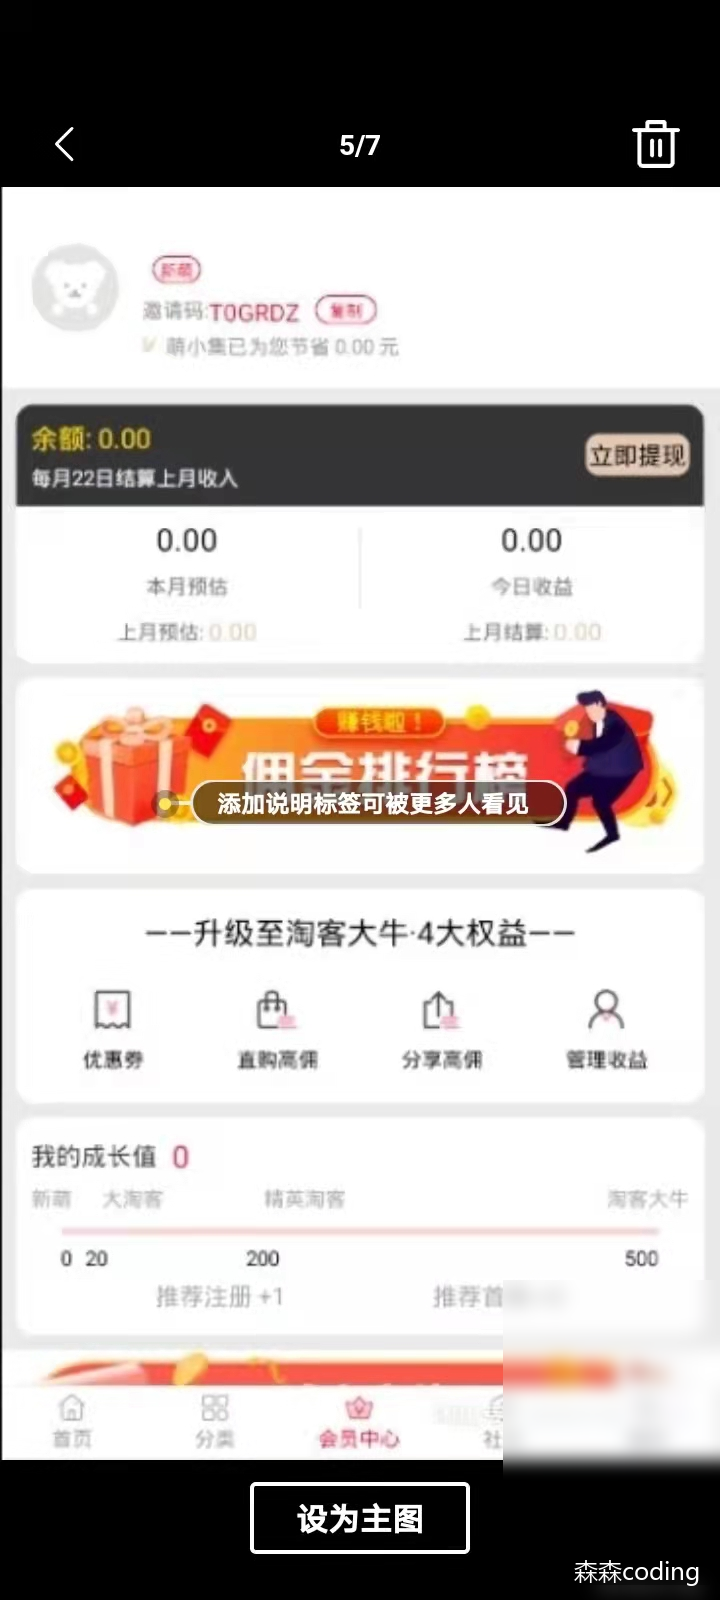 5/7
新萌
邀请码:T0GRDZ 复制
萌小集已为您节省 0.00 元
余额: 0.00
每月22日结算上月收入
立即提现
0.00 0.00
本月预估 今日收益
上月预估: 0.00 上月结算: 0.00
赚钱啦！
佣金排行榜
添加说明标签可被更多人看见
——升级至淘客大牛·4大权益——
优惠券 直购高佣 分享高佣 管理收益
我的成长值 0
新萌 大淘客 精英淘客 淘客大牛
0 20 200 500
推荐注册 +1 推荐首
首页 分类 会员中心 社
设为主图
森森coding